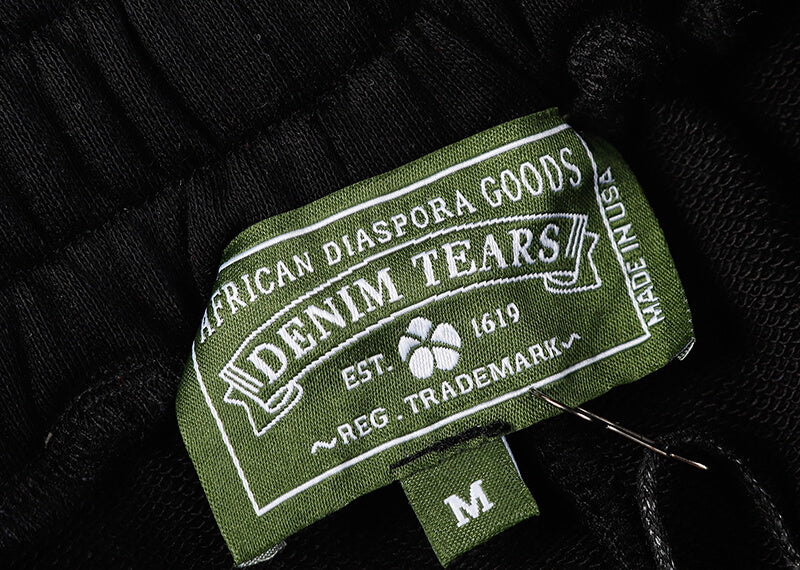 AFRICAN DIASPORA GOODS
DENIM TEARS
EST. 1619
~REG. TRADEMARK~
MADE IN USA
M